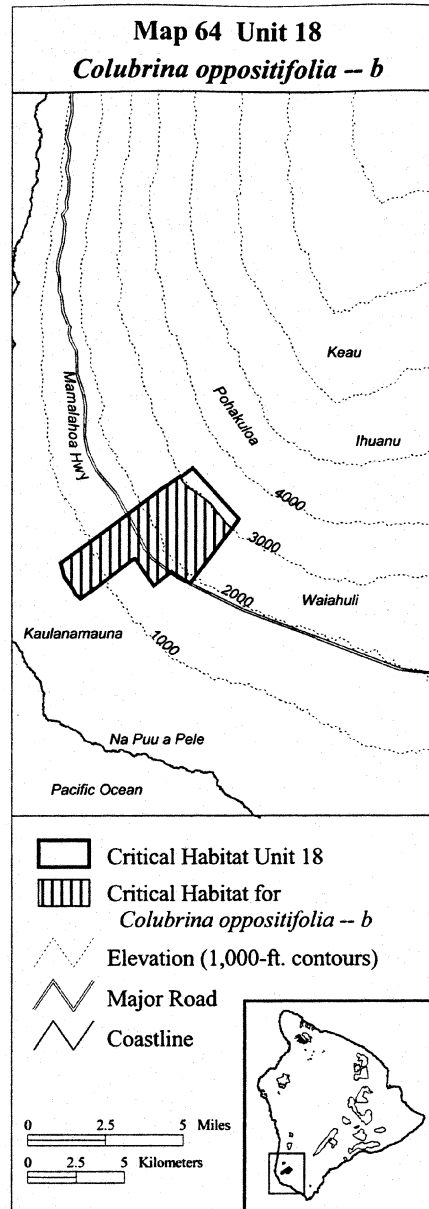 Map 64 Unit 18
Colubrina oppositifolia -- b
Keau
Mamalahoa Hwy
Pohakuloa
Ihuanu
4000
3000
Waiahuli
2000
Kaulanamauna
1000
Na Puu a Pele
Pacific Ocean
Critical Habitat Unit 18
Critical Habitat for
Colubrina oppositifolia -- b
Elevation (1,000-ft. contours)
Major Road
Coastline
0 2.5 5 Miles
0 2.5 5 Kilometers